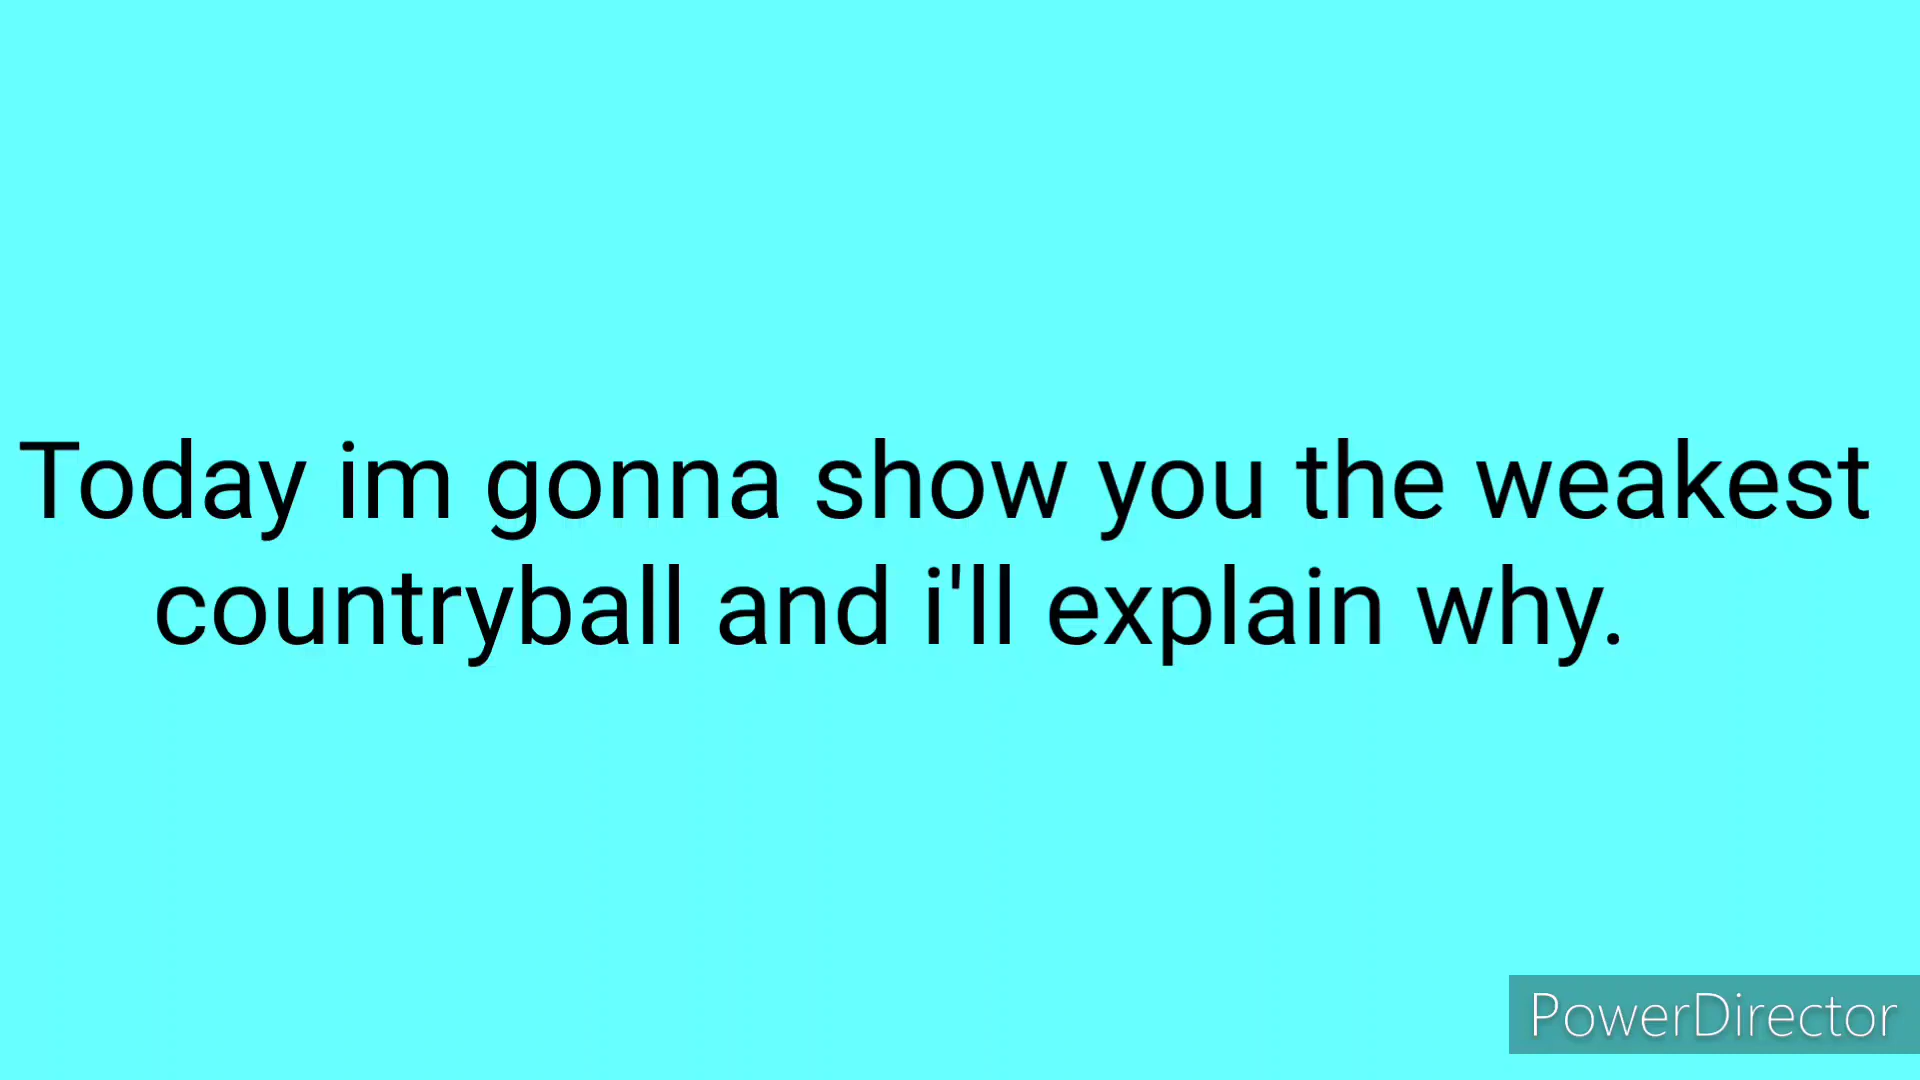 Today im gonna show you the weakest
countryball and i'll explain why.
PowerDirector